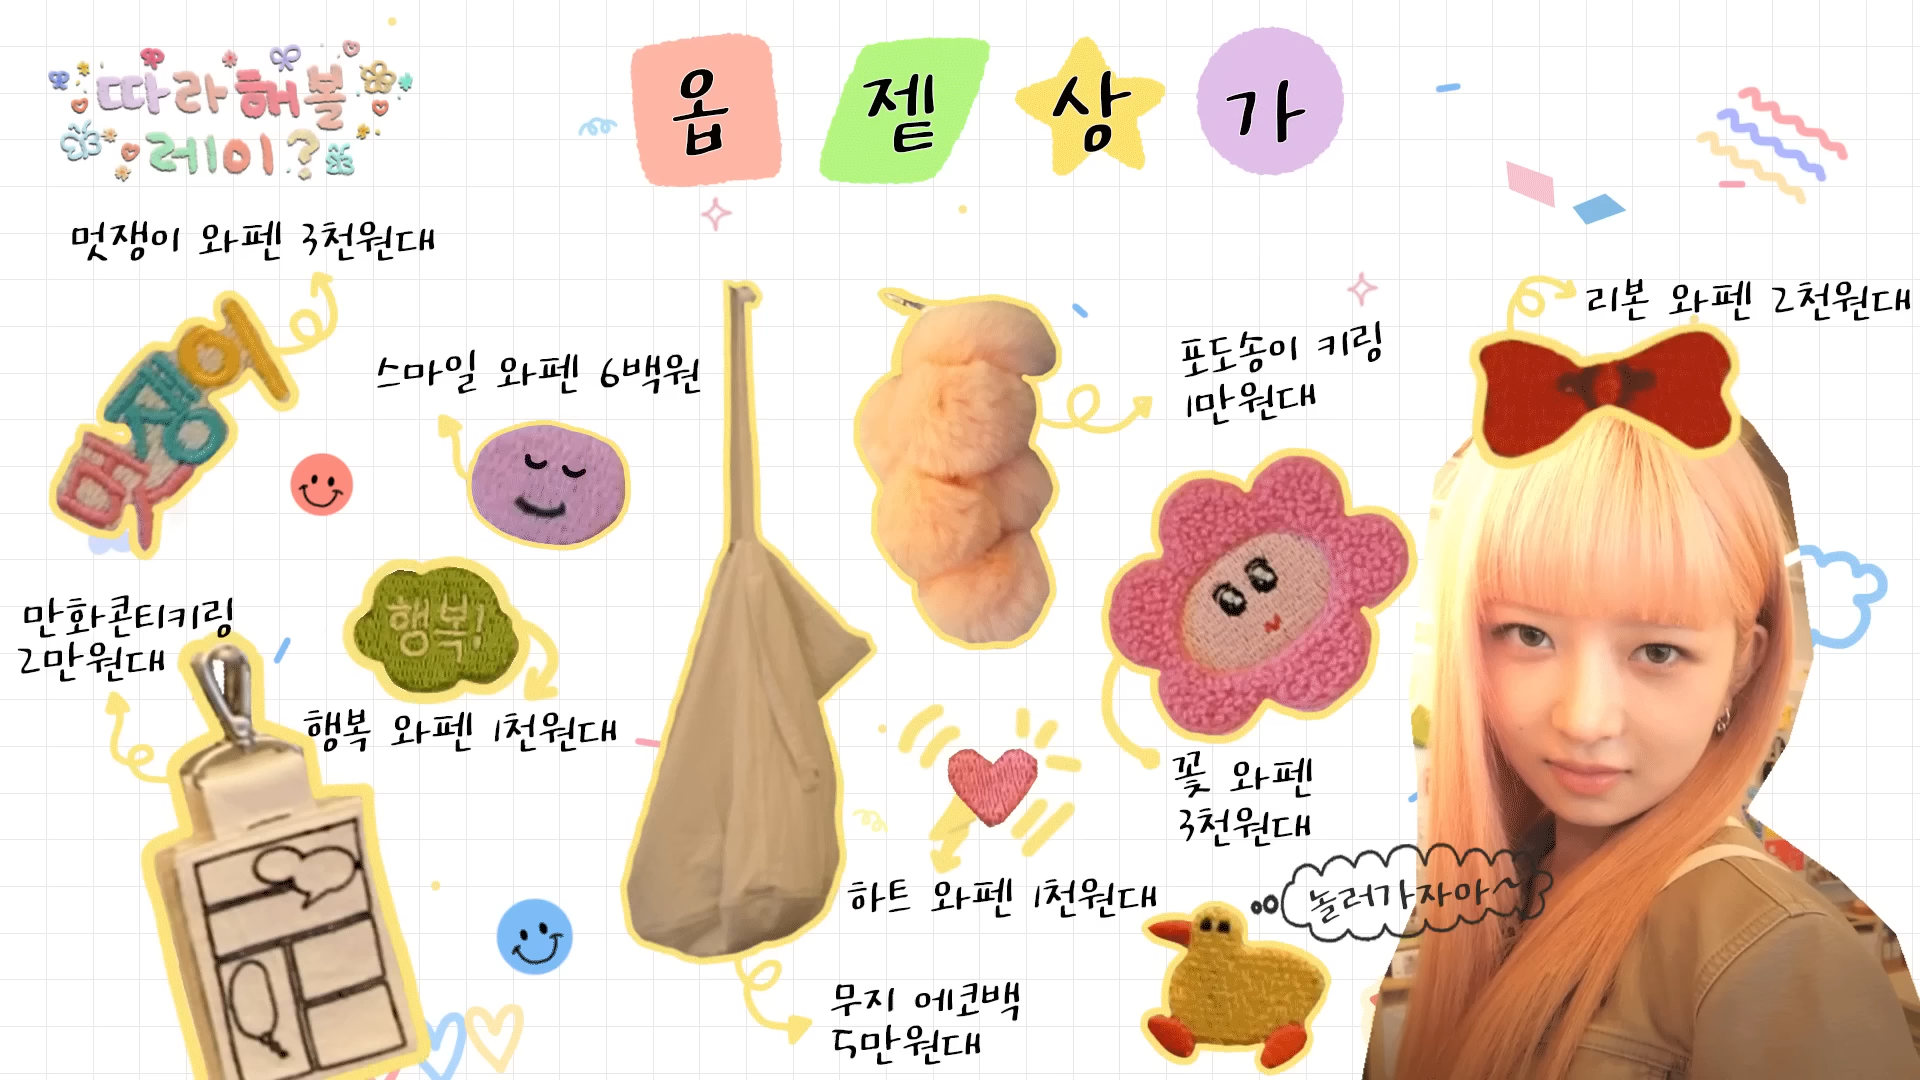 따라해볼
레이?
옵젵상가
멋쟁이 와펜 3천원대
멋쟁이
스마일 와펜 6백원
포도송이 키링
1만원대
리본 와펜 2천원대
만화콘티키링
2만원대
행복!
행복 와펜 1천원대
꽃 와펜
3천원대
하트 와펜 1천원대
놀러가자아~
무지 에코백
5만원대